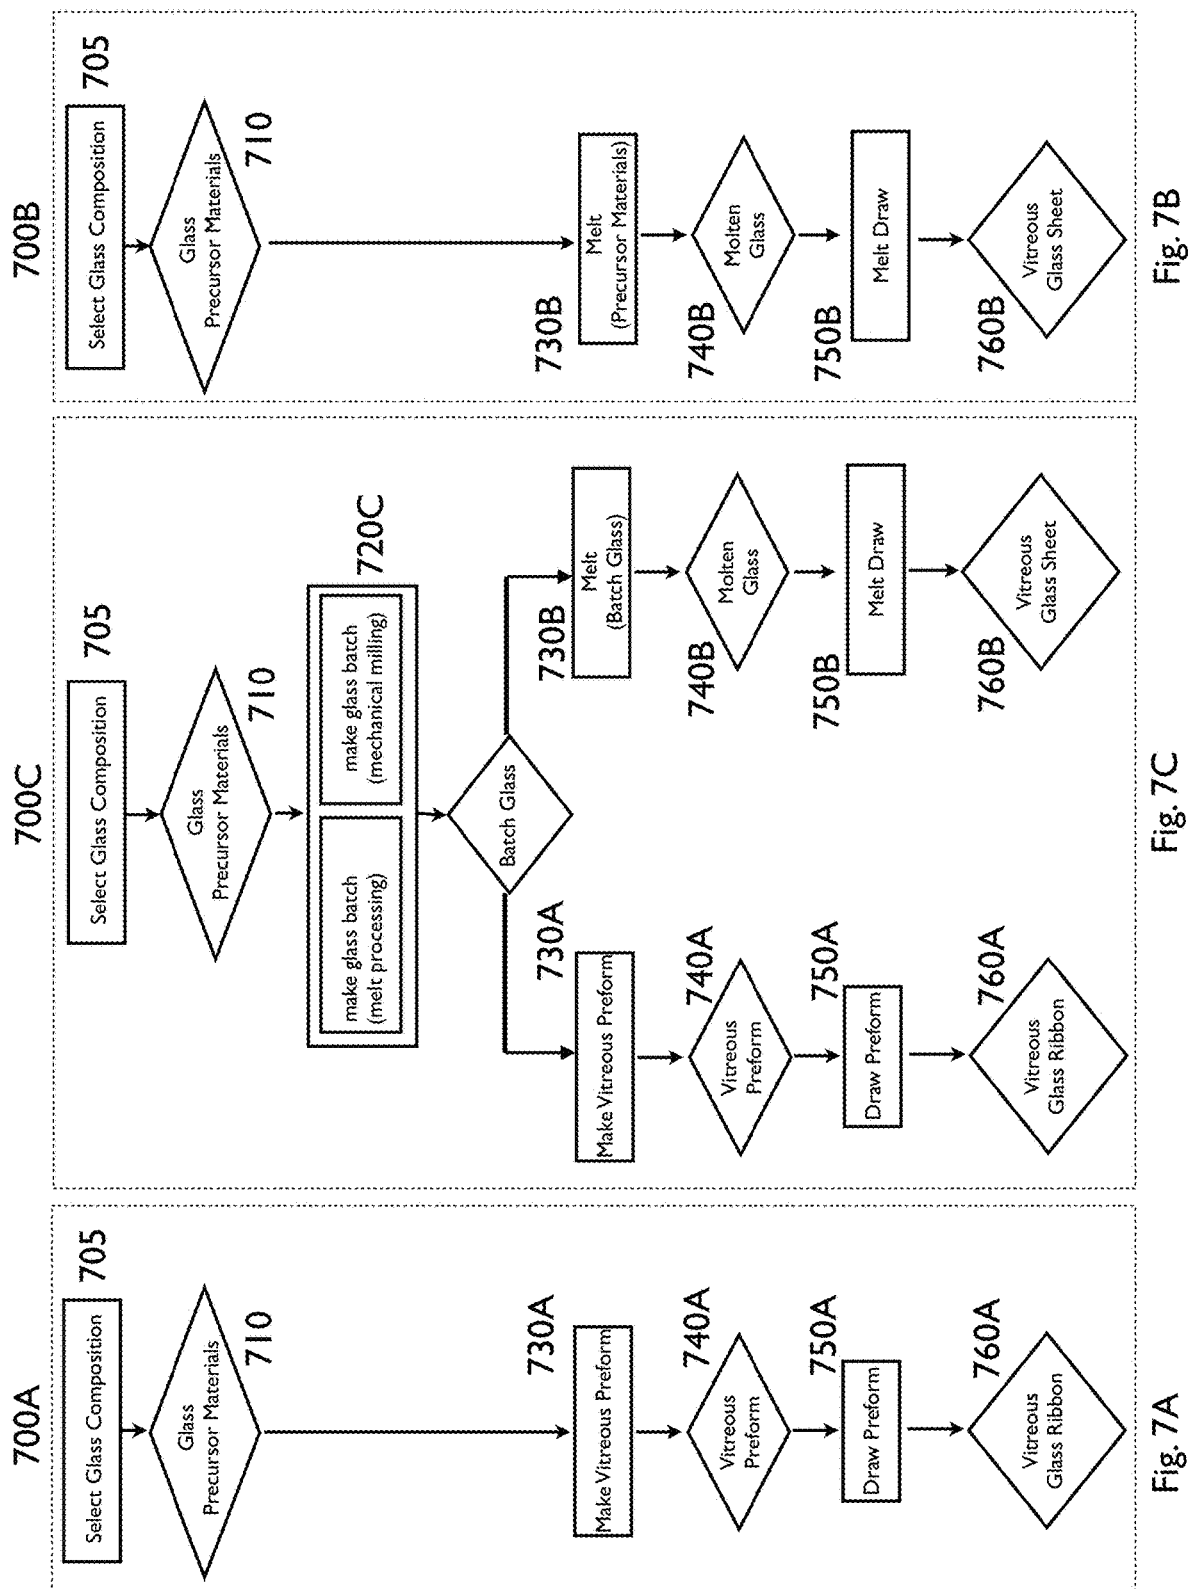 700A
Select Glass Composition
705
Glass
Precursor Materials
710
730A
Make Vitreous Preform
740A
Vitreous
Preform
750A
Draw Preform
760A
Vitreous
Glass Ribbon
Fig. 7A
700C
Select Glass Composition
705
Glass
Precursor Materials
710
720C
make glass batch
(melt processing)
make glass batch
(mechanical milling)
Batch Glass
730A
Make Vitreous Preform
740A
Vitreous
Preform
750A
Draw Preform
760A
Vitreous
Glass Ribbon
730B
Melt
(Batch Glass)
740B
Molten
Glass
750B
Melt Draw
760B
Vitreous
Glass Sheet
Fig. 7C
700B
Select Glass Composition
705
Glass
Precursor Materials
710
730B
Melt
(Precursor Materials)
740B
Molten
Glass
750B
Melt Draw
760B
Vitreous
Glass Sheet
Fig. 7B